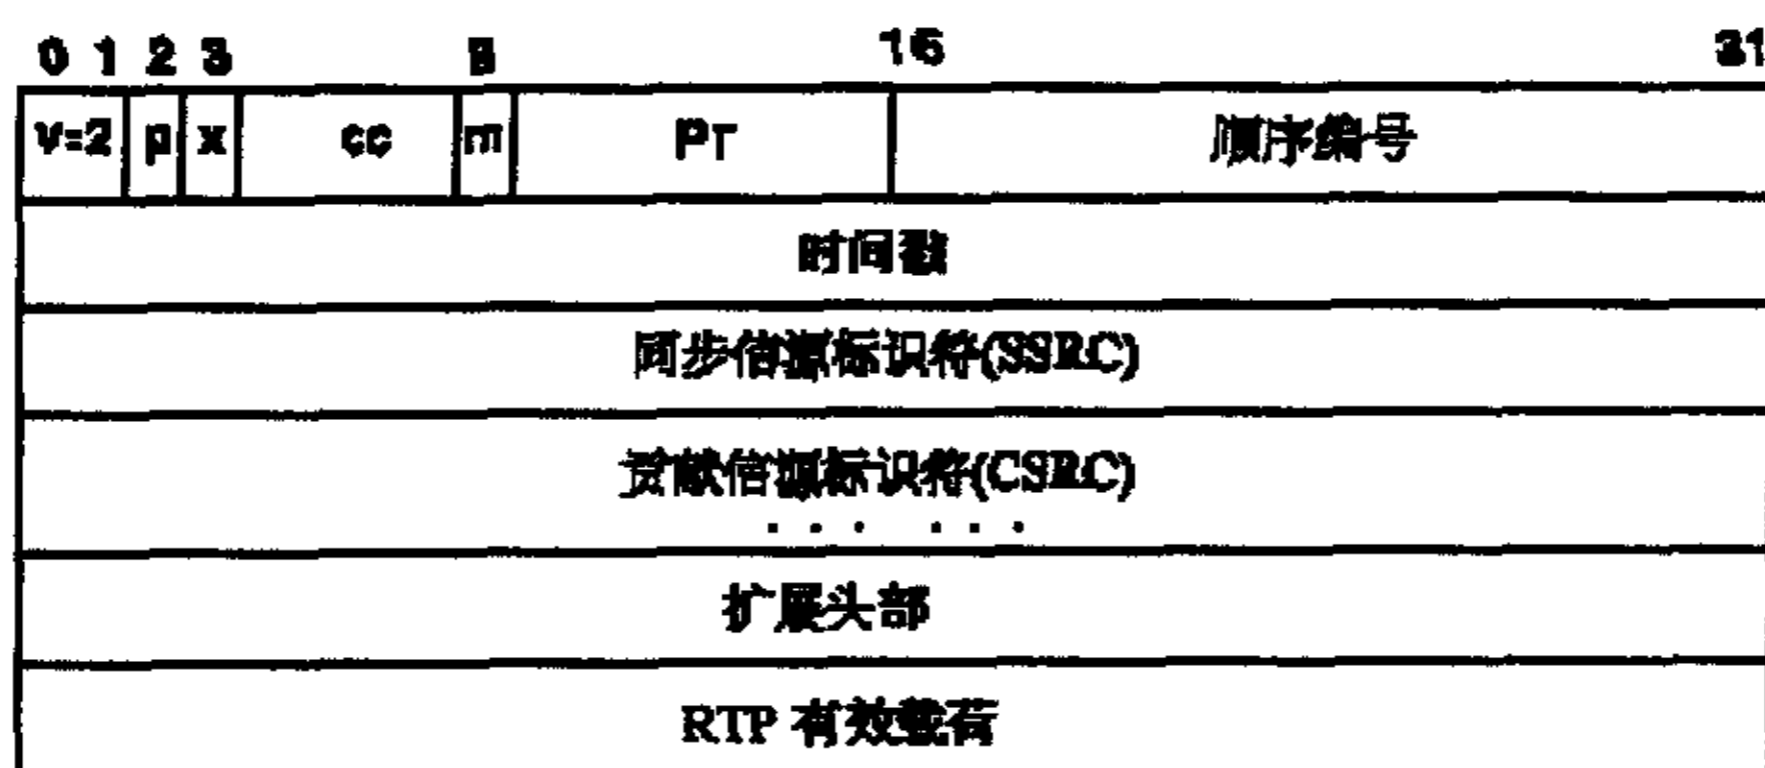 0 1 2 3 8 16 31
v=2 p x cc m PT 顺序编号
时间戳
同步信源标识符(SSRC)
贡献信源标识符(CSRC)
... ...
扩展头部
RTP 有效载荷